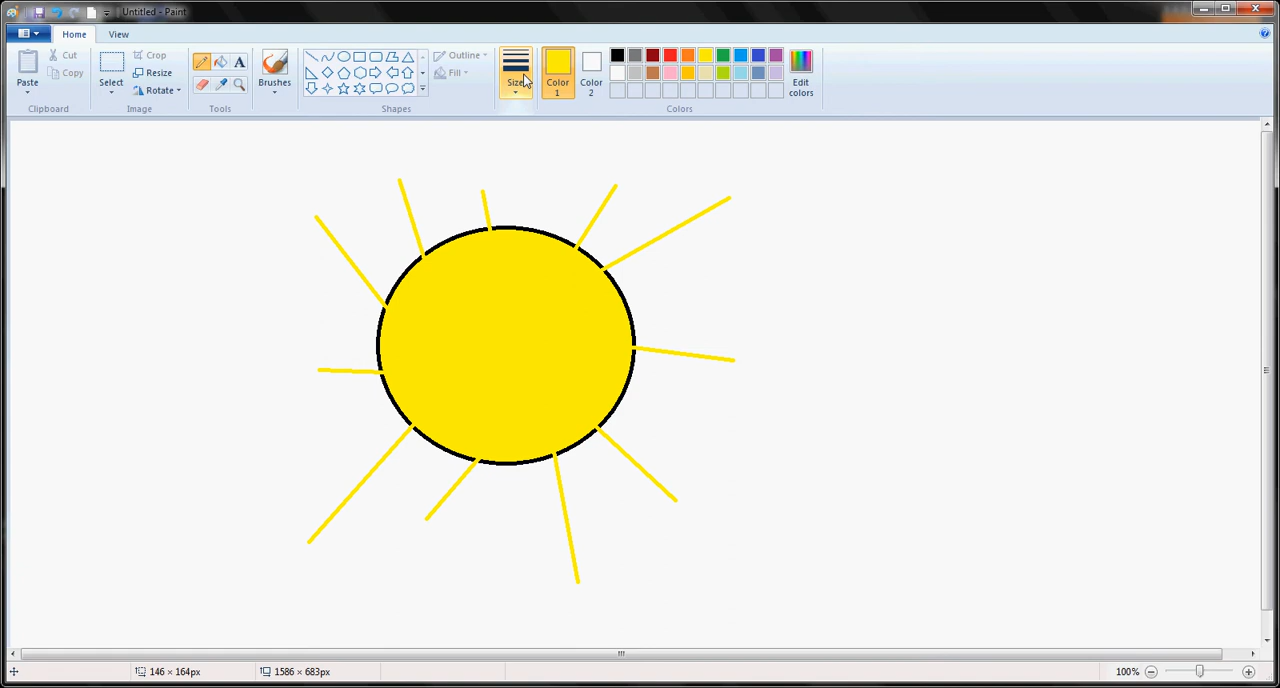 Untitled - Paint
Home View
Paste
Cut
Copy
Clipboard
Select
Crop
Resize
Rotate
Image
Tools
Brushes
Shapes
Outline
Fill
Size
Color 1
Color 2
Edit colors
Colors
146 × 164px
1586 × 683px
100%